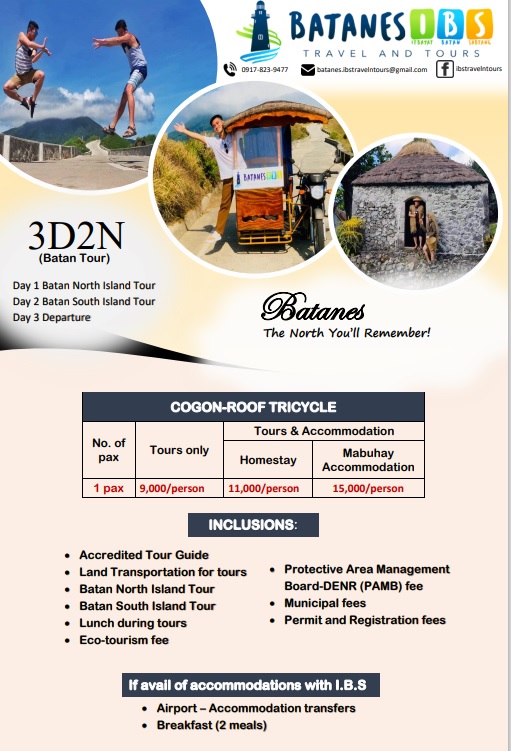 BATANES IBS
ITBAYAT BATAN SABTANG
TRAVEL AND TOURS
0917-823-9477 batanes.ibstravelntours@gmail.com ibstravelntours
BATANES IBS
3D2N
(Batan Tour)
Day 1 Batan North Island Tour
Day 2 Batan South Island Tour
Day 3 Departure
Batanes
The North You'll Remember!
COGON-ROOF TRICYCLE
No. of pax Tours only Tours & Accommodation
Homestay Mabuhay Accommodation
1 pax 9,000/person 11,000/person 15,000/person
INCLUSIONS:
• Accredited Tour Guide
• Land Transportation for tours
• Batan North Island Tour
• Batan South Island Tour
• Lunch during tours
• Eco-tourism fee
• Protective Area Management
Board-DENR (PAMB) fee
• Municipal fees
• Permit and Registration fees
If avail of accommodations with I.B.S
• Airport – Accommodation transfers
• Breakfast (2 meals)